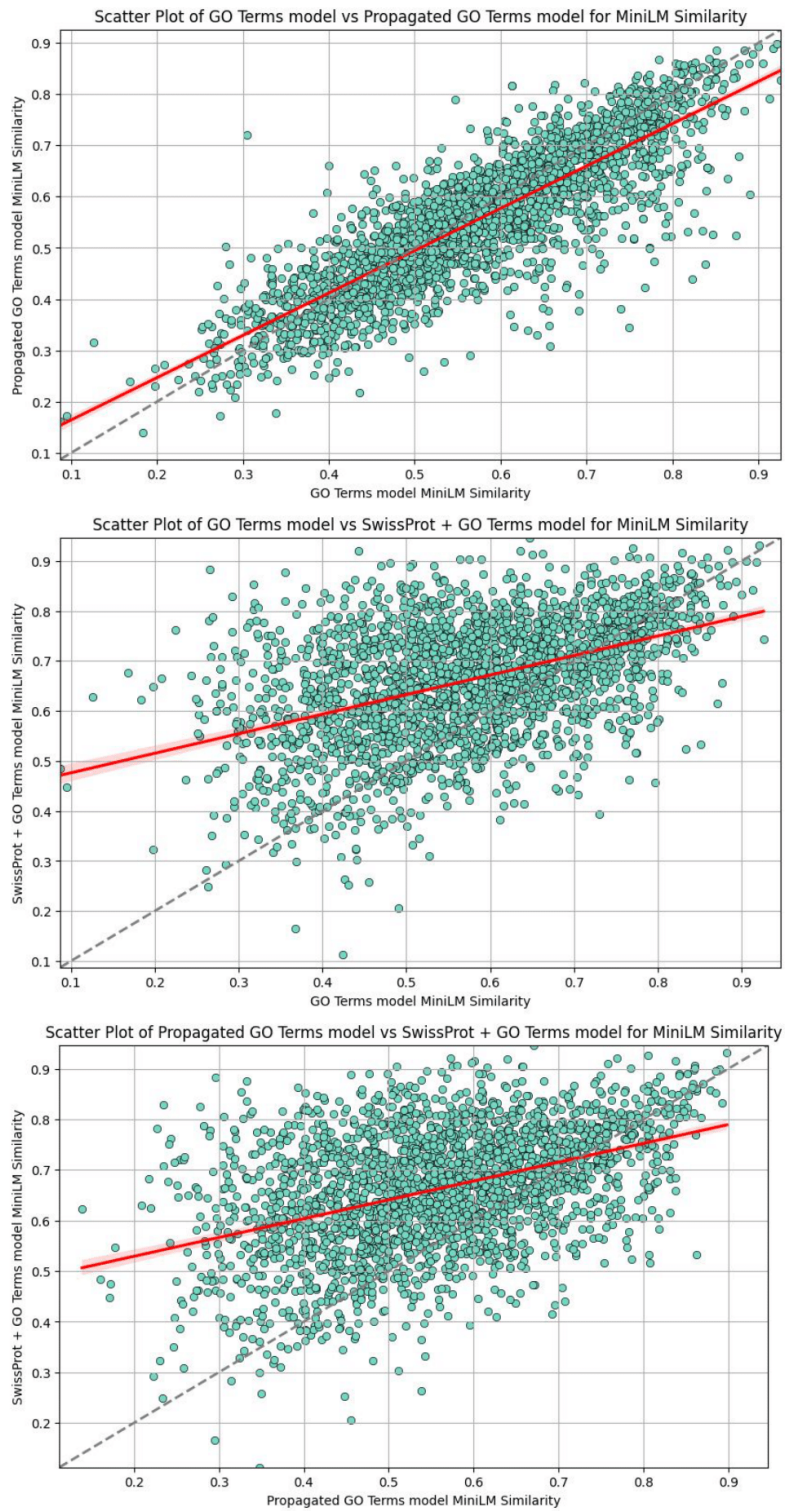 Scatter Plot of GO Terms model vs Propagated GO Terms model for MiniLM Similarity
Propagated GO Terms model MiniLM Similarity
0.9
0.8
0.7
0.6
0.5
0.4
0.3
0.2
0.1
0.1 0.2 0.3 0.4 0.5 0.6 0.7 0.8 0.9
GO Terms model MiniLM Similarity
Scatter Plot of GO Terms model vs SwissProt + GO Terms model for MiniLM Similarity
SwissProt + GO Terms model MiniLM Similarity
0.9
0.8
0.7
0.6
0.5
0.4
0.3
0.2
0.1
0.1 0.2 0.3 0.4 0.5 0.6 0.7 0.8 0.9
GO Terms model MiniLM Similarity
Scatter Plot of Propagated GO Terms model vs SwissProt + GO Terms model for MiniLM Similarity
SwissProt + GO Terms model MiniLM Similarity
0.9
0.8
0.7
0.6
0.5
0.4
0.3
0.2
0.2 0.3 0.4 0.5 0.6 0.7 0.8 0.9
Propagated GO Terms model MiniLM Similarity